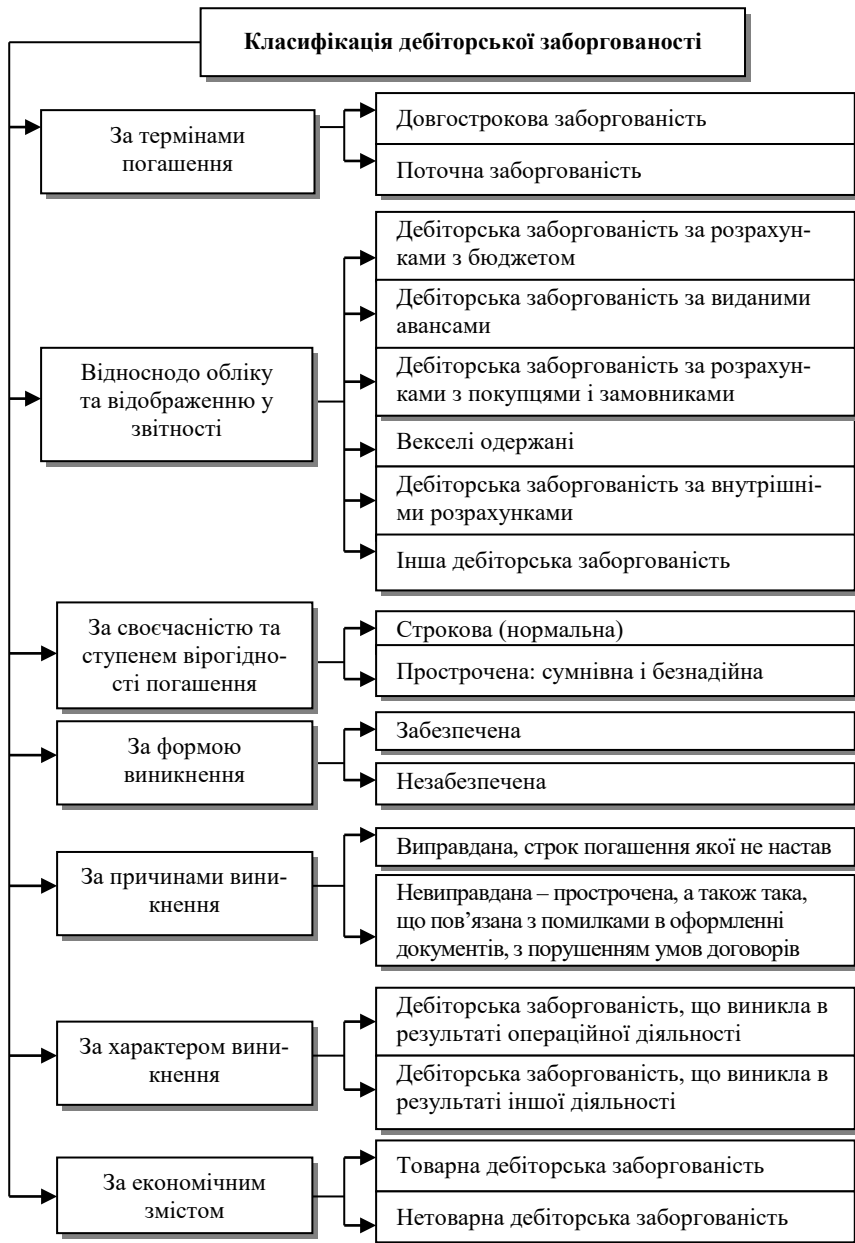 Класифікація дебіторської заборгованості
За термінами
погашення
Довгострокова заборгованість
Поточна заборгованість
Відноснодо обліку
та відображенню у
звітності
Дебіторська заборгованість за розрахун-
ками з бюджетом
Дебіторська заборгованість за виданими
авансами
Дебіторська заборгованість за розрахун-
ками з покупцями і замовниками
Векселі одержані
Дебіторська заборгованість за внутрішні-
ми розрахунками
Інша дебіторська заборгованість
За своєчасністю та
ступенем вірогідно-
сті погашення
Строкова (нормальна)
Прострочена: сумнівна і безнадійна
За формою
виникнення
Забезпечена
Незабезпечена
За причинами вини-
кнення
Виправдана, строк погашення якої не настав
Невиправдана – прострочена, а також така,
що пов’язана з помилками в оформленні
документів, з порушенням умов договорів
За характером вини-
кнення
Дебіторська заборгованість, що виникла в
результаті операційної діяльності
Дебіторська заборгованість, що виникла в
результаті іншої діяльності
За економічним
змістом
Товарна дебіторська заборгованість
Нетоварна дебіторська заборгованість